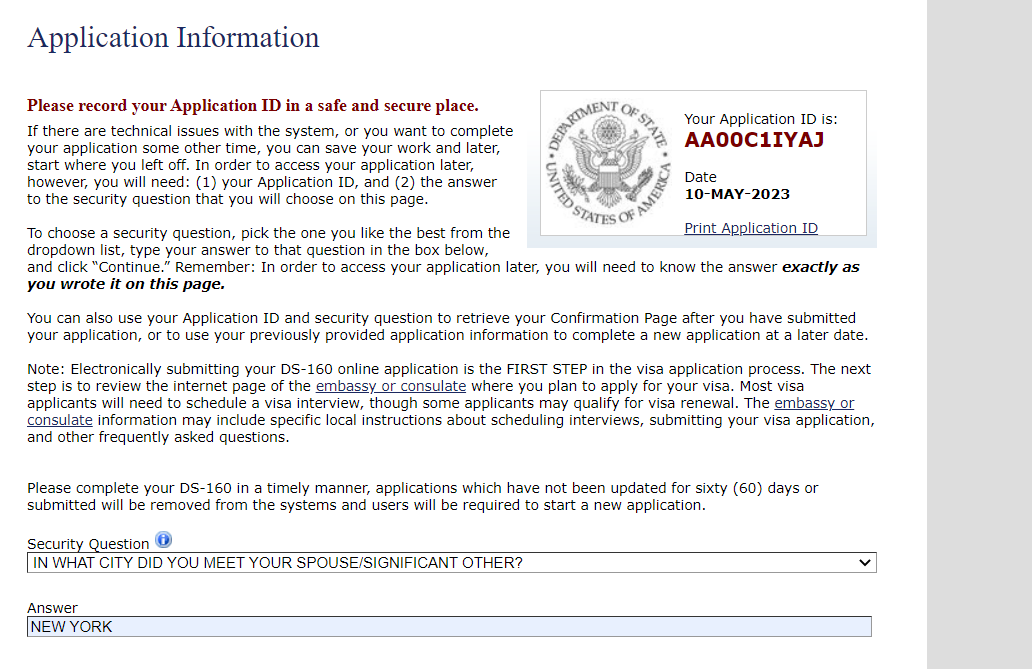 Application Information
Please record your Application ID in a safe and secure place.
If there are technical issues with the system, or you want to complete
your application some other time, you can save your work and later,
start where you left off. In order to access your application later,
however, you will need: (1) your Application ID, and (2) the answer
to the security question that you will choose on this page.
To choose a security question, pick the one you like the best from the
dropdown list, type your answer to that question in the box below,
and click “Continue.” Remember: In order to access your application later, you will need to know the answer exactly as
you wrote it on this page.
DEPARTMENT OF STATE
UNITED STATES OF AMERICA
Your Application ID is:
AA00C1IYAJ
Date
10-MAY-2023
Print Application ID
You can also use your Application ID and security question to retrieve your Confirmation Page after you have submitted
your application, or to use your previously provided application information to complete a new application at a later date.
Note: Electronically submitting your DS-160 online application is the FIRST STEP in the visa application process. The next
step is to review the internet page of the embassy or consulate where you plan to apply for your visa. Most visa
applicants will need to schedule a visa interview, though some applicants may qualify for visa renewal. The embassy or
consulate information may include specific local instructions about scheduling interviews, submitting your visa application,
and other frequently asked questions.
Please complete your DS-160 in a timely manner, applications which have not been updated for sixty (60) days or
submitted will be removed from the systems and users will be required to start a new application.
Security Question
IN WHAT CITY DID YOU MEET YOUR SPOUSE/SIGNIFICANT OTHER?
Answer
NEW YORK